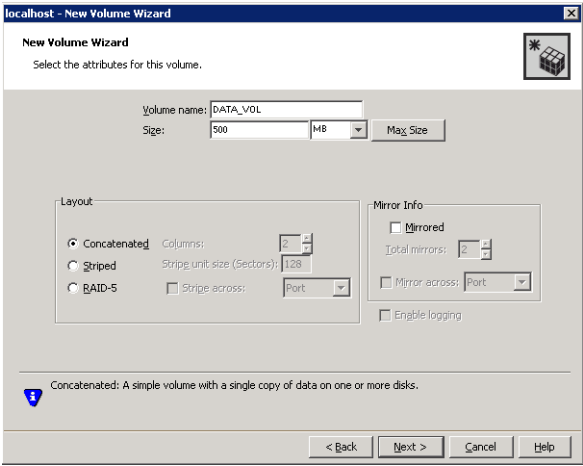 localhost - New Volume Wizard
New Volume Wizard
Select the attributes for this volume.
Volume name: DATA_VOL
Size: 500 MB Max Size
Layout
Concatenated Columns: 2
Striped Stripe unit size (Sectors): 128
RAID-5 Stripe across: Port
Mirror Info
Mirrored
Total mirrors: 2
Mirror across: Port
Enable logging
Concatenated: A simple volume with a single copy of data on one or more disks.
< Back Next > Cancel Help